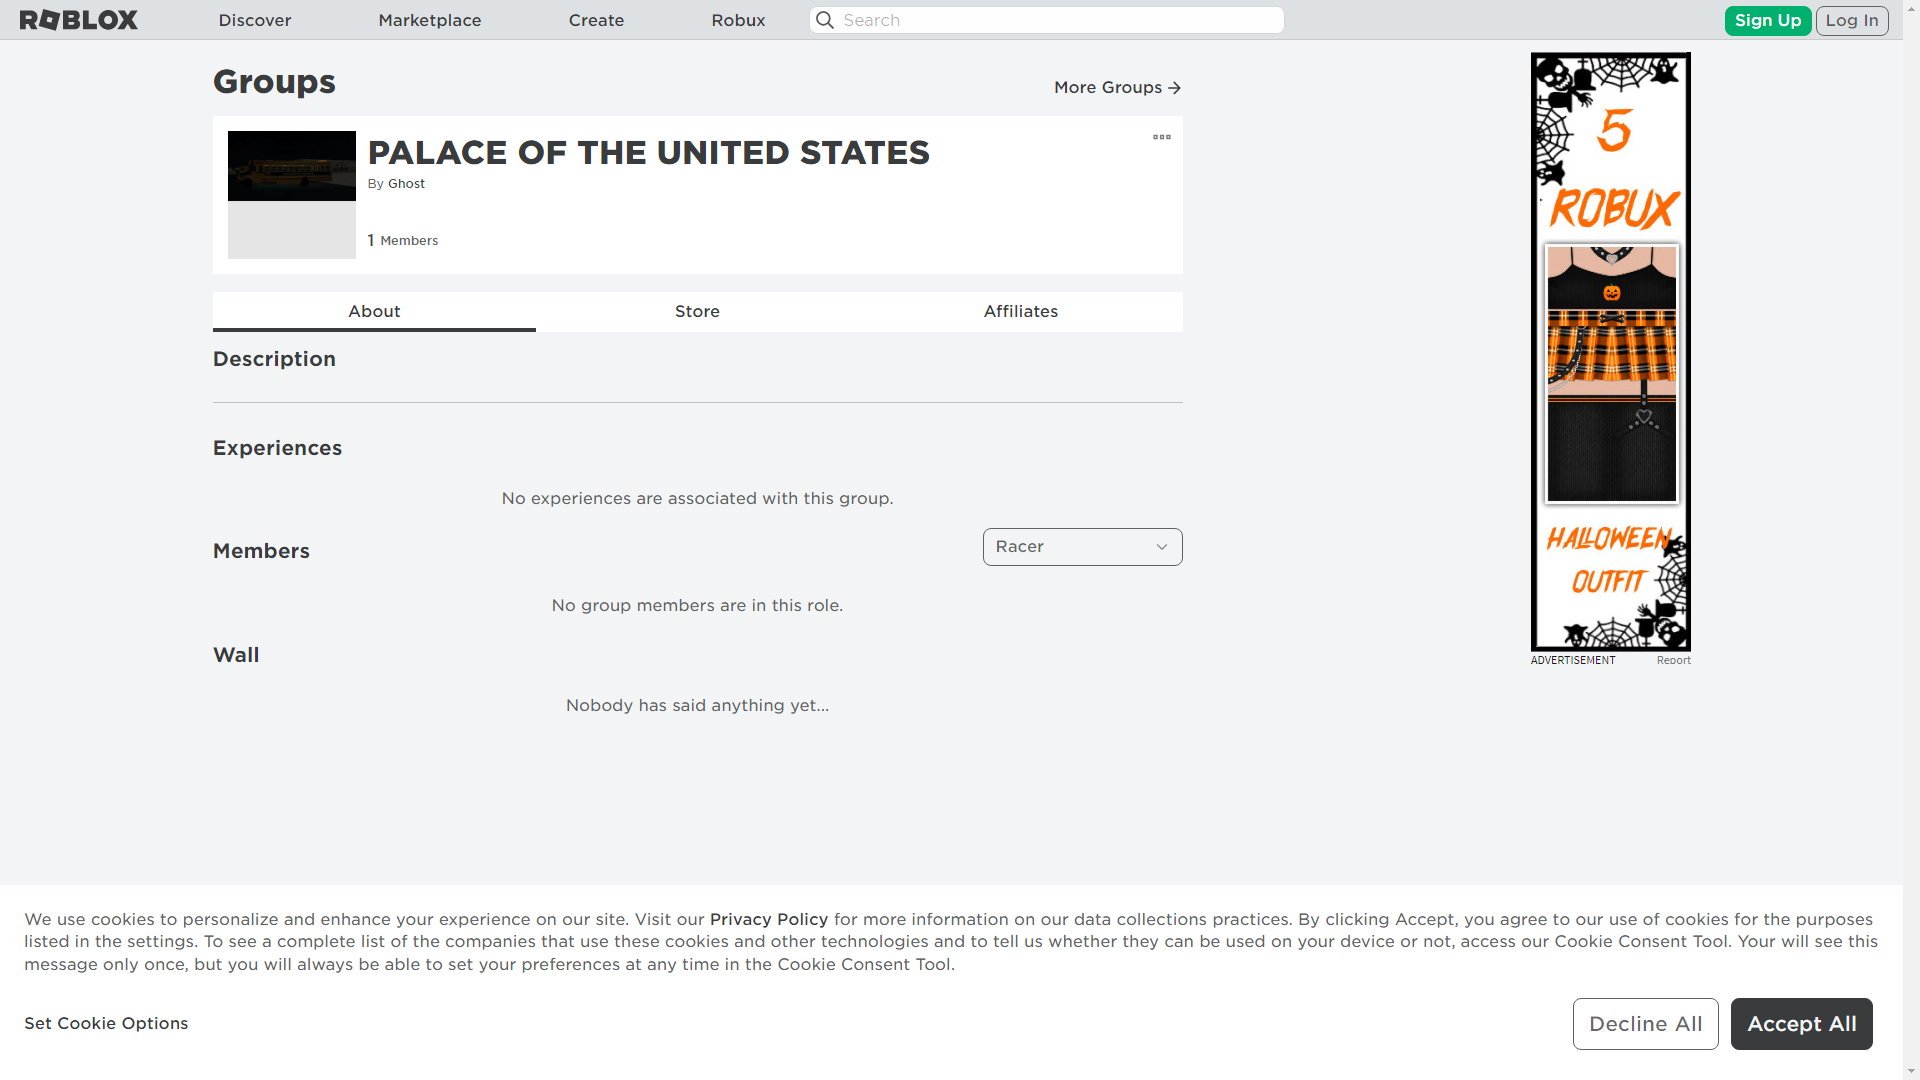 ROBLOX
Discover
Marketplace
Create
Robux
Search
Sign Up
Log In
Groups
More Groups
PALACE OF THE UNITED STATES
By Ghost
1 Members
About
Store
Affiliates
Description
Experiences
No experiences are associated with this group.
Members
Racer
No group members are in this role.
Wall
Nobody has said anything yet...
5
ROBUX
HALLOWEEN
OUTFIT
ADVERTISEMENT
Report
We use cookies to personalize and enhance your experience on our site. Visit our Privacy Policy for more information on our data collections practices. By clicking Accept, you agree to our use of cookies for the purposes
listed in the settings. To see a complete list of the companies that use these cookies and other technologies and to tell us whether they can be used on your device or not, access our Cookie Consent Tool. Your will see this
message only once, but you will always be able to set your preferences at any time in the Cookie Consent Tool.
Set Cookie Options
Decline All
Accept All